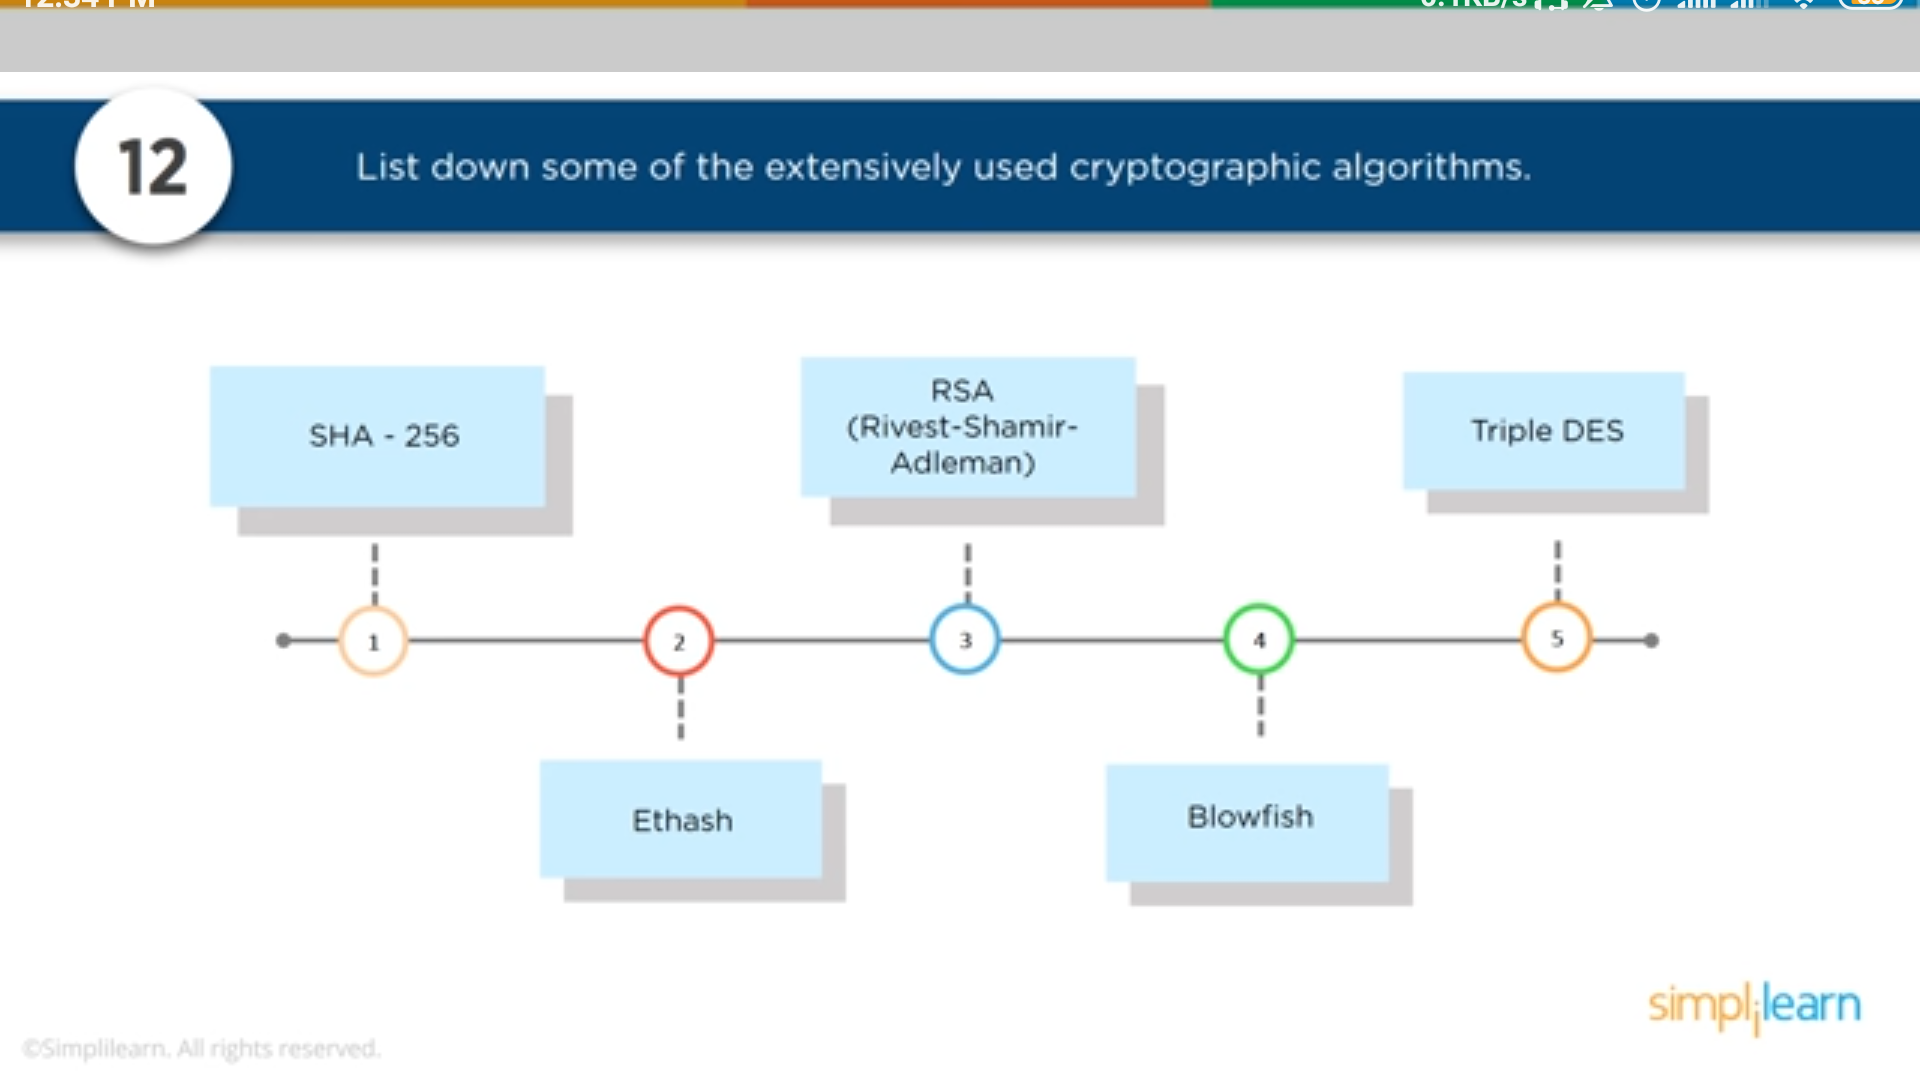 12
List down some of the extensively used cryptographic algorithms.
SHA - 256
RSA
(Rivest-Shamir-
Adleman)
Triple DES
1
2
3
4
5
Ethash
Blowfish
simplilearn
©Simplilearn. All rights reserved.